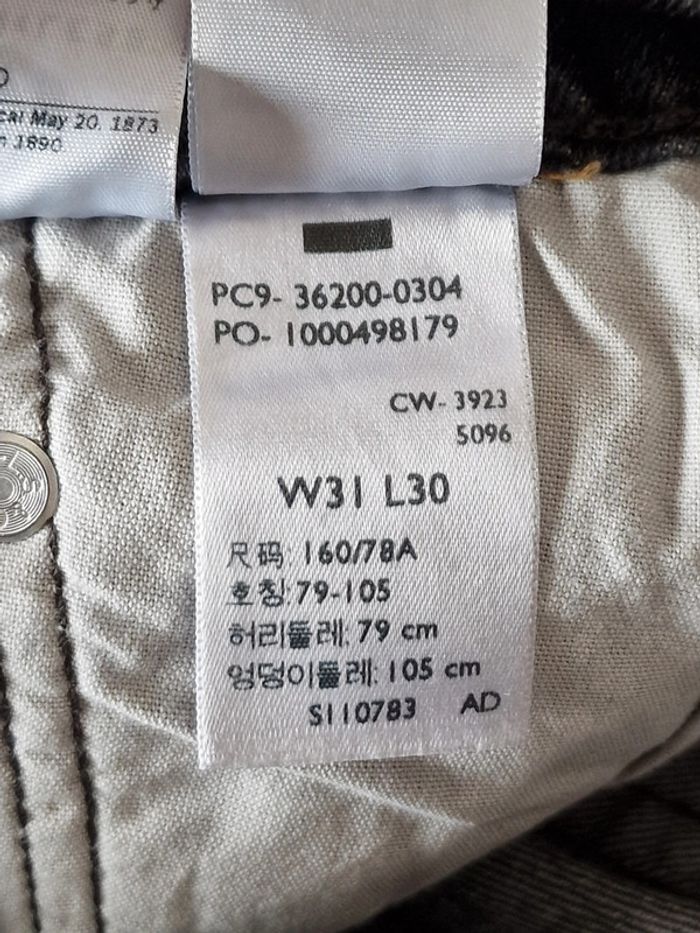 May 20, 1873
1890
PC9- 36200-0304
PO- 1000498179
CW- 3923
5096
W31 L30
尺码: 160/78A
호칭: 79-105
허리둘레: 79 cm
엉덩이둘레: 105 cm
S110783 AD